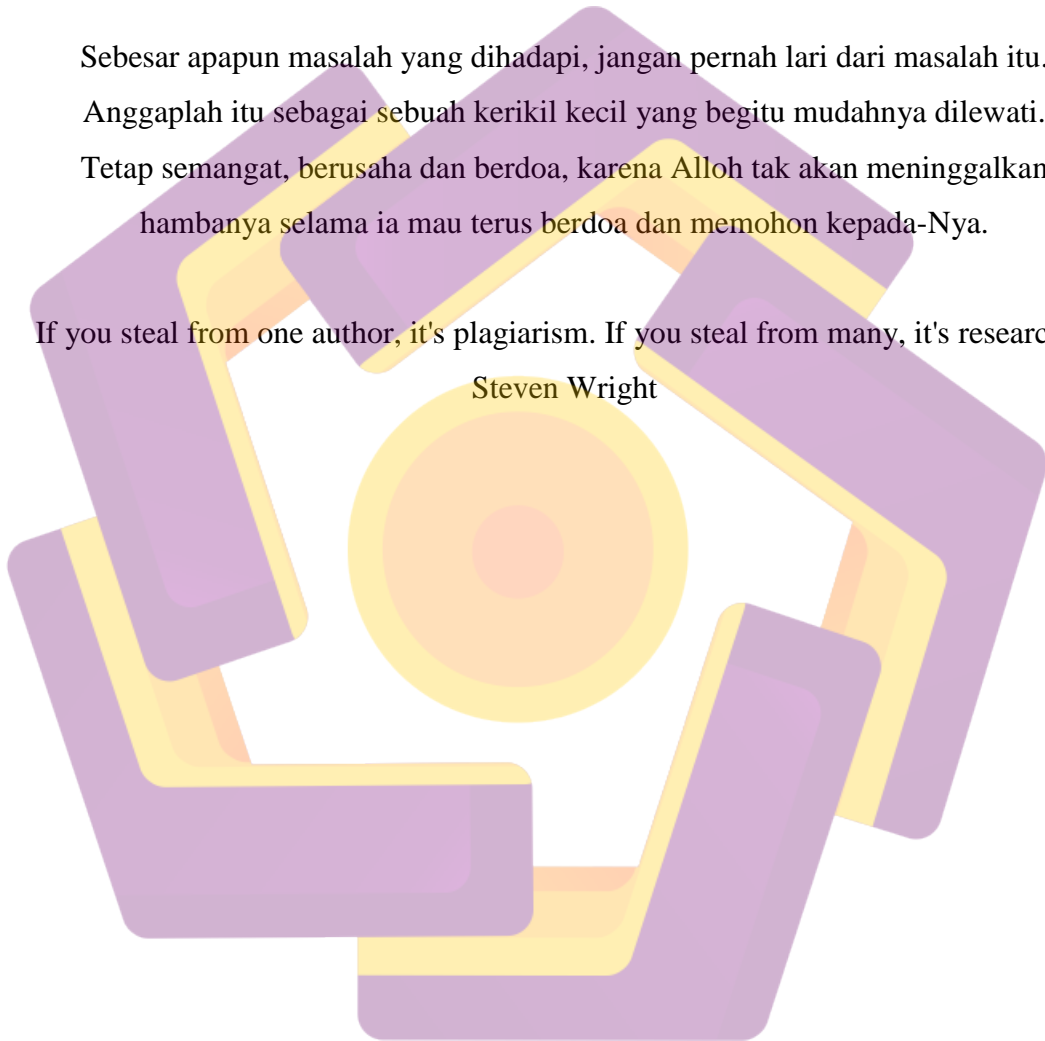 Sebesar apapun masalah yang dihadapi, jangan pernah lari dari masalah itu.
Anggaplah itu sebagai sebuah kerikil kecil yang begitu mudahnya dilewati.
Tetap semangat, berusaha dan berdoa, karena Alloh tak akan meninggalkan
hambanya selama ia mau terus berdoa dan memohon kepada-Nya.
If you steal from one author, it's plagiarism. If you steal from many, it's researc
Steven Wright